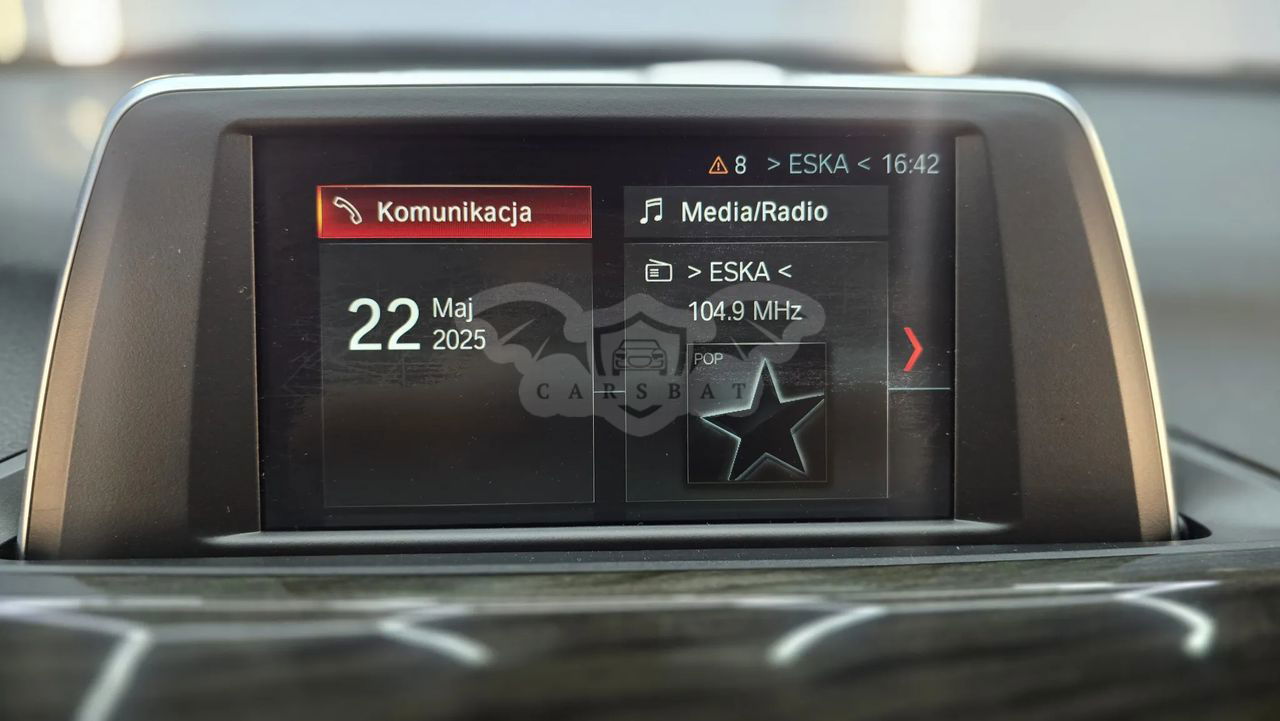 8 > ESKA < 16:42
Komunikacja
Media/Radio
22 Maj
2025
> ESKA <
104.9 MHz
POP
CARSBAT